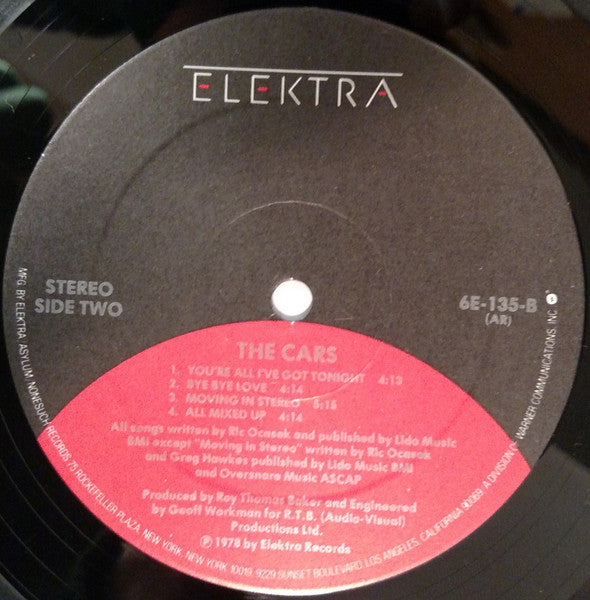 ELEKTRA
STEREO
SIDE TWO
6E-135-B
(AR)
THE CARS
1. YOU'RE ALL I'VE GOT TONIGHT 4:13
2. BYE BYE LOVE 4:14
3. MOVING IN STEREO 5:15
4. ALL MIXED UP 4:14
All songs written by Ric Ocasek and published by Lido Music
BMI except "Moving in Stereo" written by Ric Ocasek
and Greg Hawkes published by Lido Music BMI
and Oversnare Music ASCAP
Produced by Roy Thomas Baker and Engineered
by Geoff Workman for R.T.B. (Audio-Visual)
Productions Ltd.
℗ 1978 by Elektra Records
MFG. BY ELEKTRA, ASYLUM, NONESUCH RECORDS, 75 ROCKEFELLER PLAZA, NEW YORK, NEW YORK 10019 · 9229 SUNSET BOULEVARD, LOS ANGELES, CALIFORNIA 90069 · A DIVISION OF WARNER COMMUNICATIONS, INC.